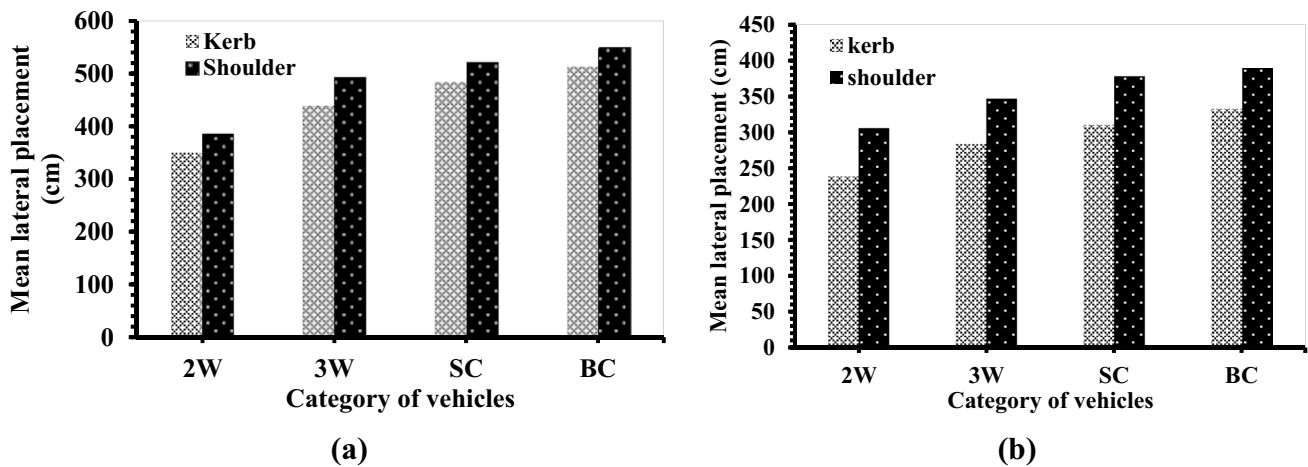 Mean lateral placement
(cm)
600
500
400
300
200
100
0
Kerb
Shoulder
2W
3W
SC
BC
Category of vehicles
(a)
Mean lateral placement (cm)
450
400
350
300
250
200
150
100
50
0
kerb
shoulder
2W
3W
SC
BC
Category of vehicles
(b)